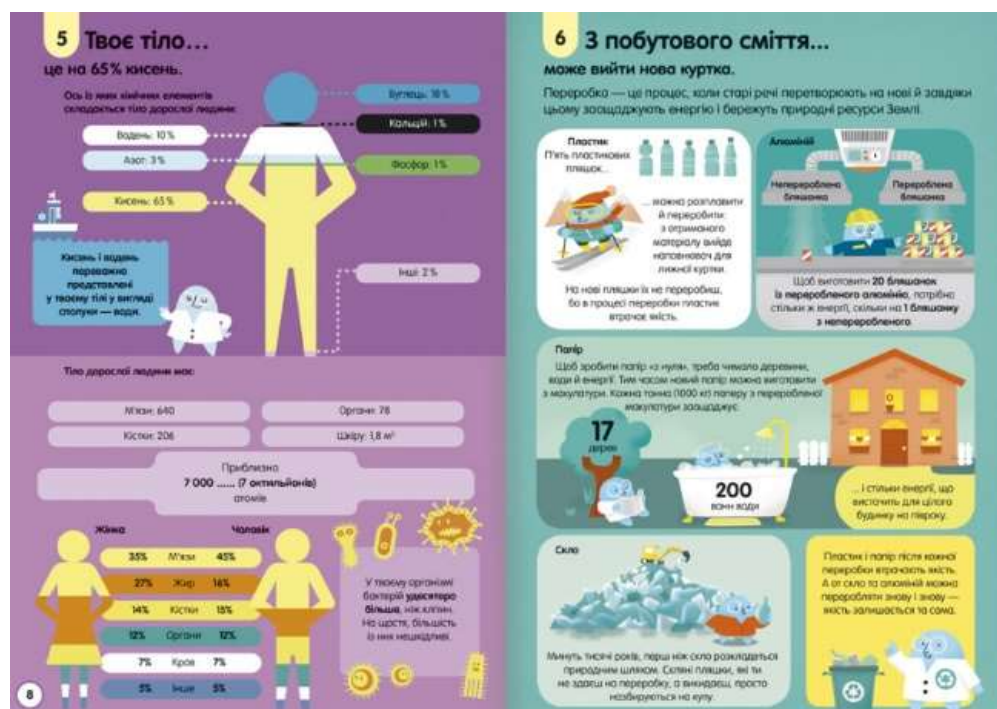 5 Твоє тіло...
це на 65% кисень.
Ось із яких хімічних елементів
складається тіло дорослої людини:
Водень: 10%
Азот: 3%
Кисень: 65%
Вуглець: 18%
Кальцій: 1%
Фосфор: 1%
Інші: 2%
Кисень і водень
переважно
представлені
у твоєму тілі у вигляді
сполуки — води.
Тіло дорослої людини має:
М'язи: 640
Органи: 78
Кістки: 206
Шкіру: 1,8 м²
Приблизно
7 000 ...... (7 октильйонів)
атомів
Жінка
Чоловік
35% М'язи 45%
27% Жир 16%
14% Кістки 15%
12% Органи 12%
7% Кров 7%
5% Інше 5%
У твоєму організмі
бактерій удесятеро
більше, ніж клітин.
На щастя, більшість
із них нешкідливі.
8
6 З побутового сміття...
може вийти нова куртка.
Переробка — це процес, коли старі речі перетворюють на нові й завдяки
цьому заощаджують енергію і бережуть природні ресурси Землі.
Пластик
П'ять пластикових
пляшок...
... можна розплавити
й переробити:
з отриманого
матеріалу вийде
наповнювач для
лижної куртки.
На нові пляшки їх не переробиш,
бо в процесі переробки пластик
втрачає якість.
Алюміній
Неперероблена
бляшанка
Перероблена
бляшанка
Щоб виготовити 20 бляшанок
із переробленого алюмінію, потрібно
стільки ж енергії, скільки на 1 бляшанку
з непереробленого.
Папір
Щоб зробити папір «з нуля», треба чимало деревини,
води й енергії. Тим часом новий папір можна виготовити
з макулатури. Кожна тонна (1000 кг) паперу з переробленої
макулатури заощаджує:
17
дерев
200
ванн води
... і стільки енергії, що
вистачить для цілого
будинку на півроку.
Скло
Минуть тисячі років, перш ніж скло розкладеться
природним шляхом. Скляні пляшки, які ти
не здаєш на переробку, а викидаєш, просто
назбируються на купу.
Пластик і папір після кожної
переробки втрачають якість.
А от скло та алюміній можна
переробляти знову і знову —
якість залишається та сама.